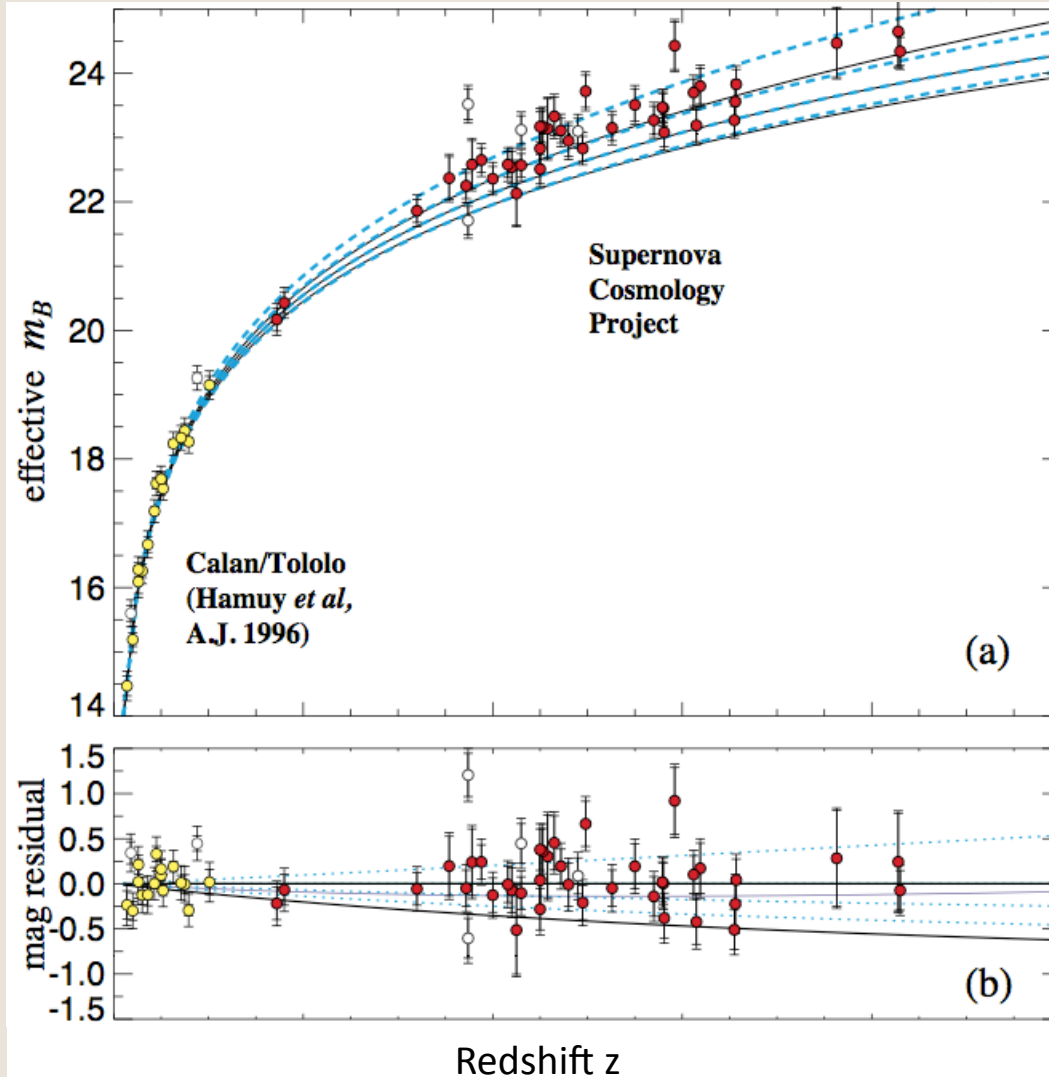 24
22
20
18
16
14
effective m_B
Supernova
Cosmology
Project
Calan/Tololo
(Hamuy et al,
A.J. 1996)
(a)
1.5
1.0
0.5
0.0
-0.5
-1.0
-1.5
mag residual
(b)
Redshift z